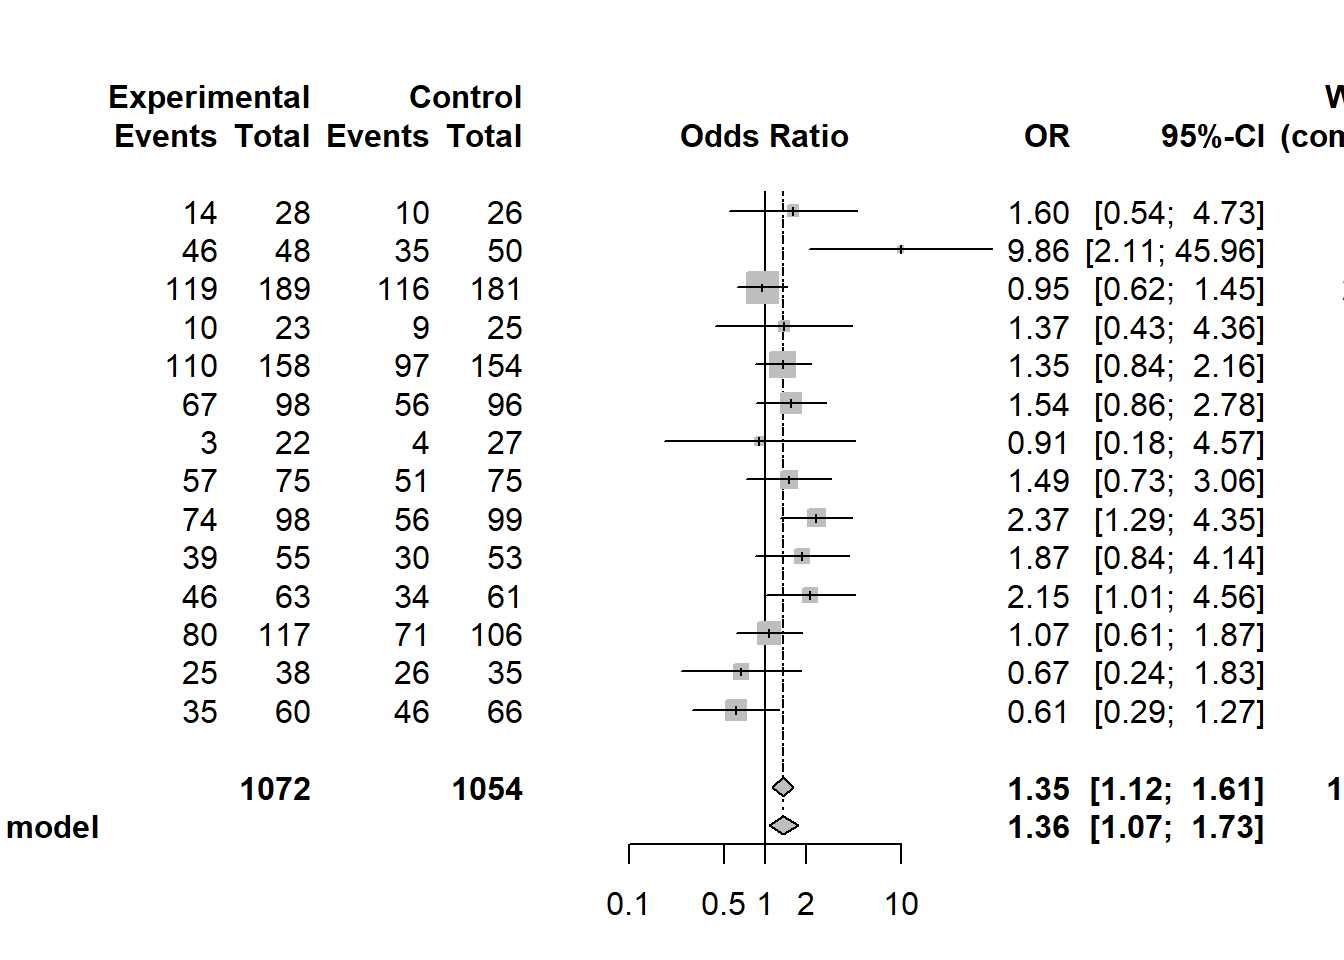 Experimental Control W
Events Total Events Total Odds Ratio OR 95%-CI (com
14 28 10 26 1.60 [0.54; 4.73]
46 48 35 50 9.86 [2.11; 45.96]
119 189 116 181 0.95 [0.62; 1.45]
10 23 9 25 1.37 [0.43; 4.36]
110 158 97 154 1.35 [0.84; 2.16]
67 98 56 96 1.54 [0.86; 2.78]
3 22 4 27 0.91 [0.18; 4.57]
57 75 51 75 1.49 [0.73; 3.06]
74 98 56 99 2.37 [1.29; 4.35]
39 55 30 53 1.87 [0.84; 4.14]
46 63 34 61 2.15 [1.01; 4.56]
80 117 71 106 1.07 [0.61; 1.87]
25 38 26 35 0.67 [0.24; 1.83]
35 60 46 66 0.61 [0.29; 1.27]
1072 1054 1.35 [1.12; 1.61] 1
model 1.36 [1.07; 1.73]
0.1 0.5 1 2 10